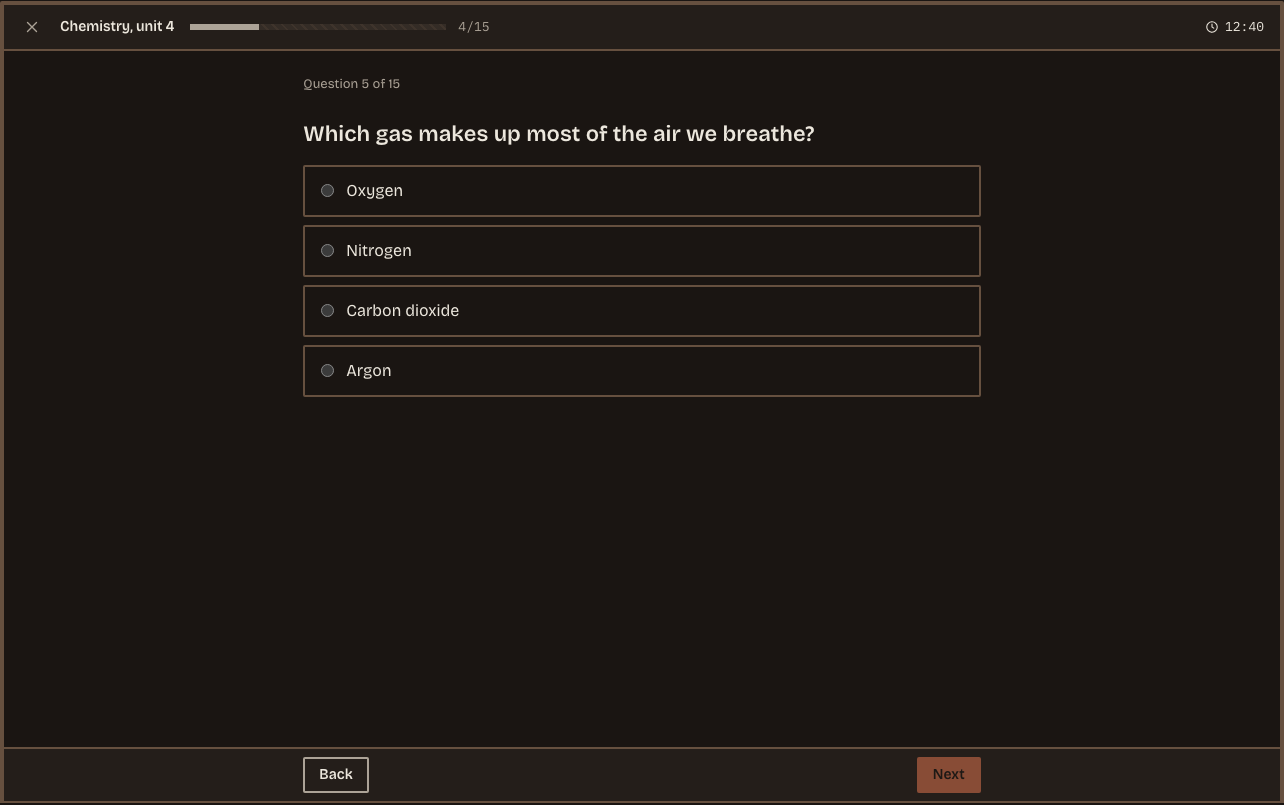 Chemistry, unit 4 4/15 12:40
Question 5 of 15
Which gas makes up most of the air we breathe?
Oxygen
Nitrogen
Carbon dioxide
Argon
Back Next